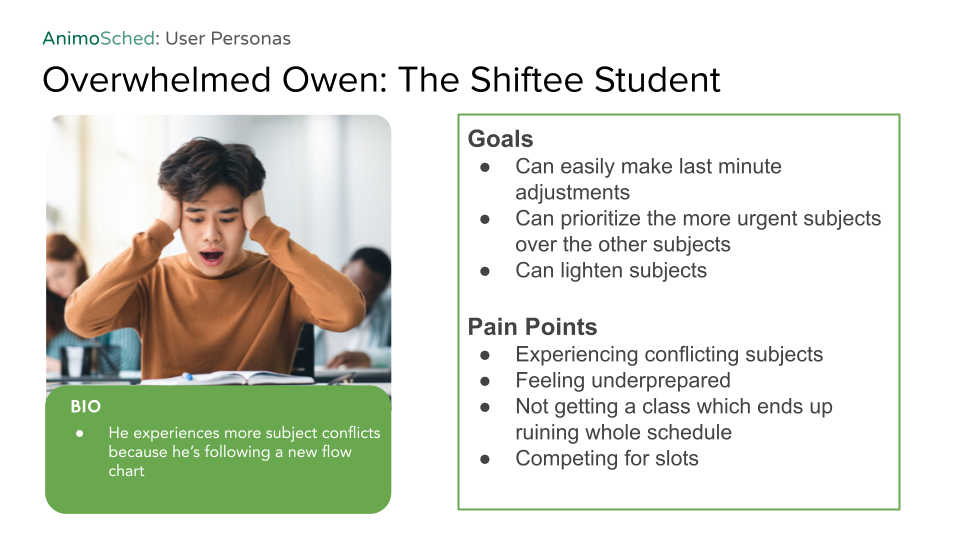 AnimoSched: User Personas
Overwhelmed Owen: The Shiftee Student
BIO
● He experiences more subject conflicts
because he's following a new flow
chart
Goals
● Can easily make last minute
adjustments
● Can prioritize the more urgent subjects
over the other subjects
● Can lighten subjects
Pain Points
● Experiencing conflicting subjects
● Feeling underprepared
● Not getting a class which ends up
ruining whole schedule
● Competing for slots